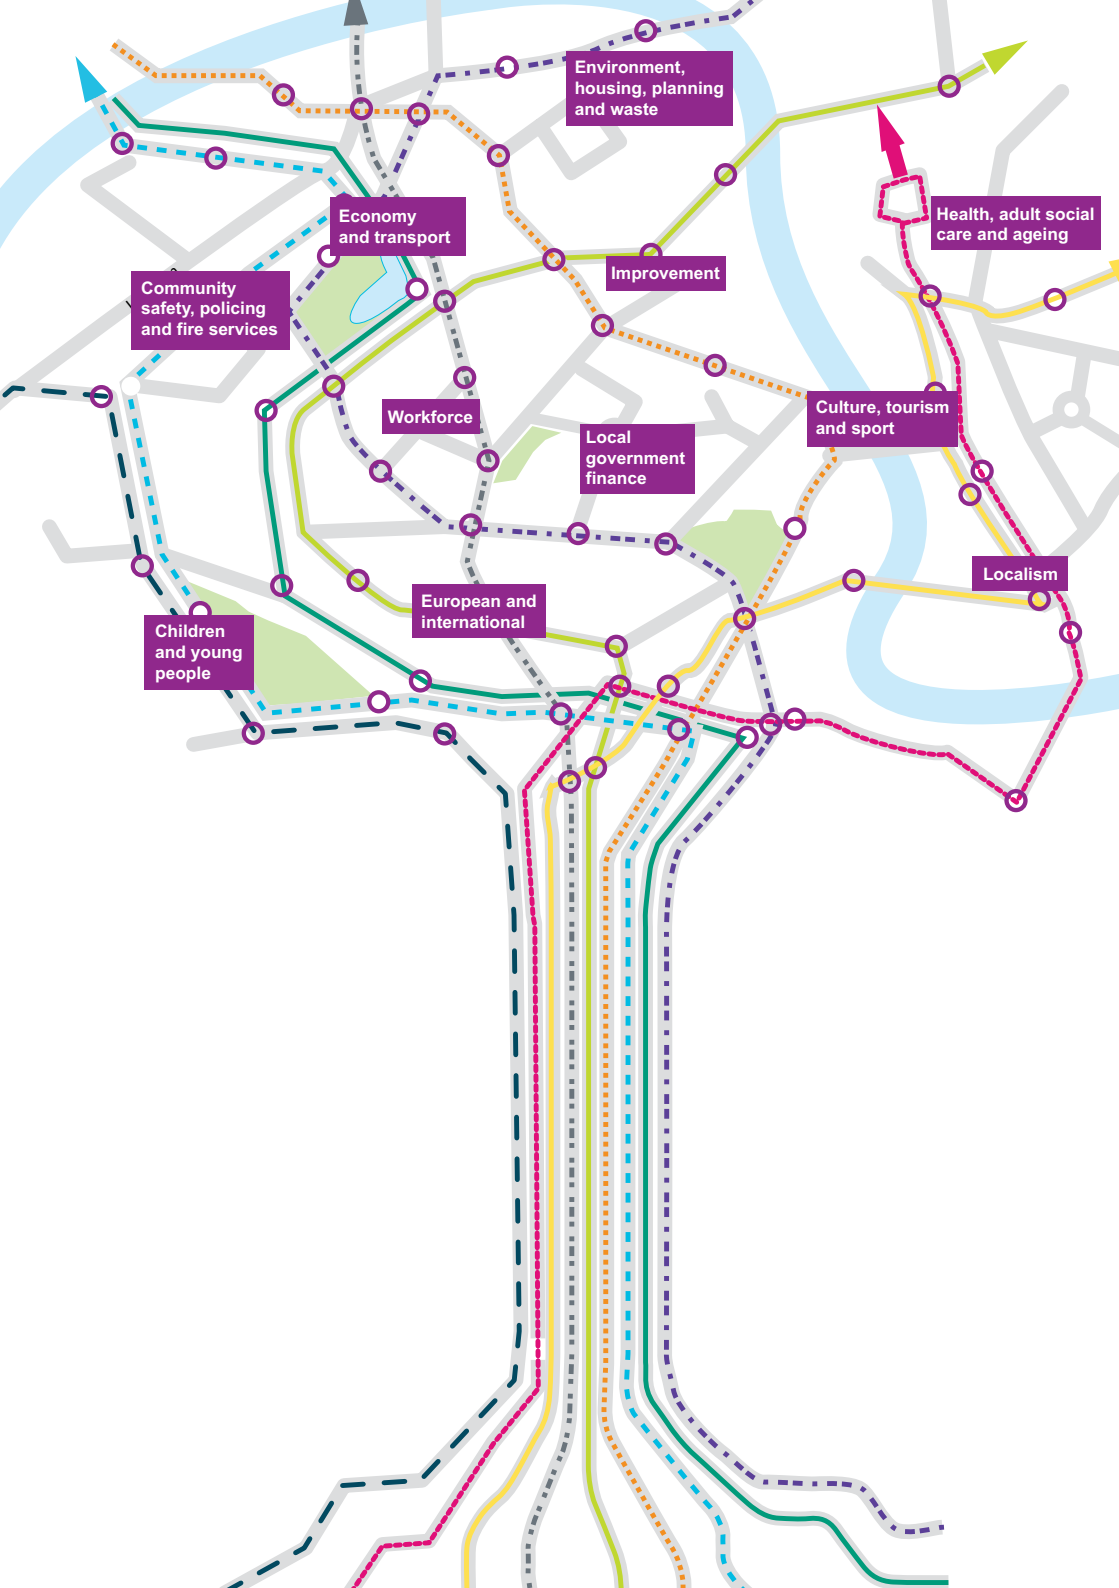 Environment,
housing, planning
and waste
Economy
and transport
Health, adult social
care and ageing
Improvement
Community
safety, policing
and fire services
Workforce
Culture, tourism
and sport
Local
government
finance
Localism
European and
international
Children
and young
people